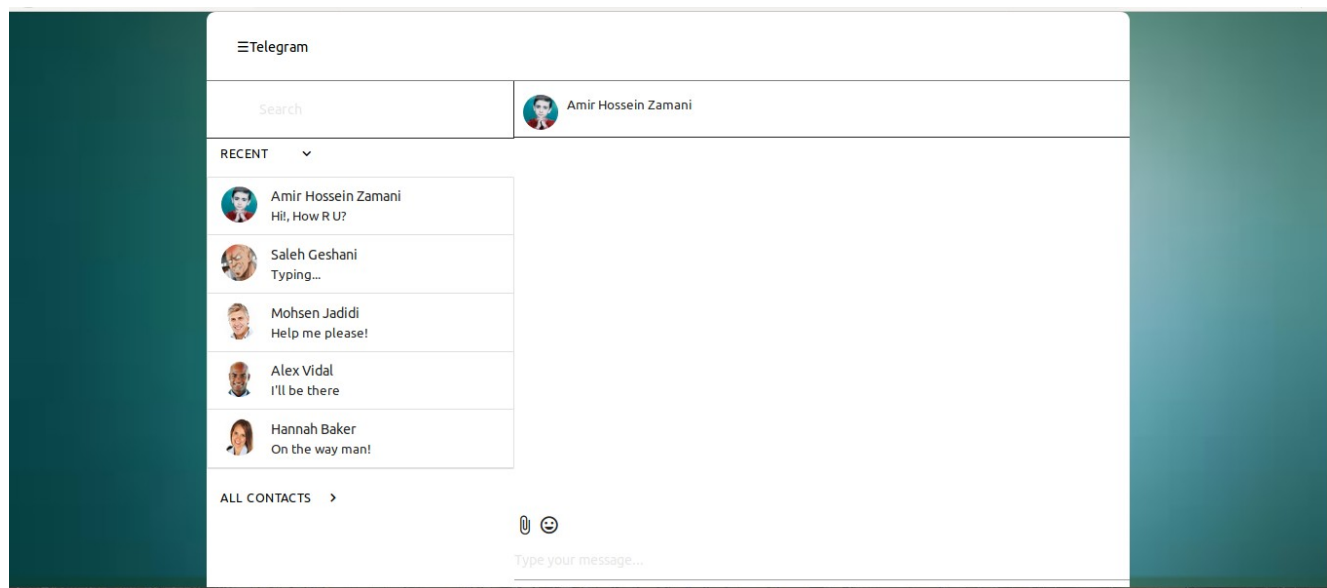 ☰Telegram
Search
Amir Hossein Zamani
RECENT
Amir Hossein Zamani
Hi!, How R U?
Saleh Geshani
Typing...
Mohsen Jadidi
Help me please!
Alex Vidal
I'll be there
Hannah Baker
On the way man!
ALL CONTACTS
Type your message...